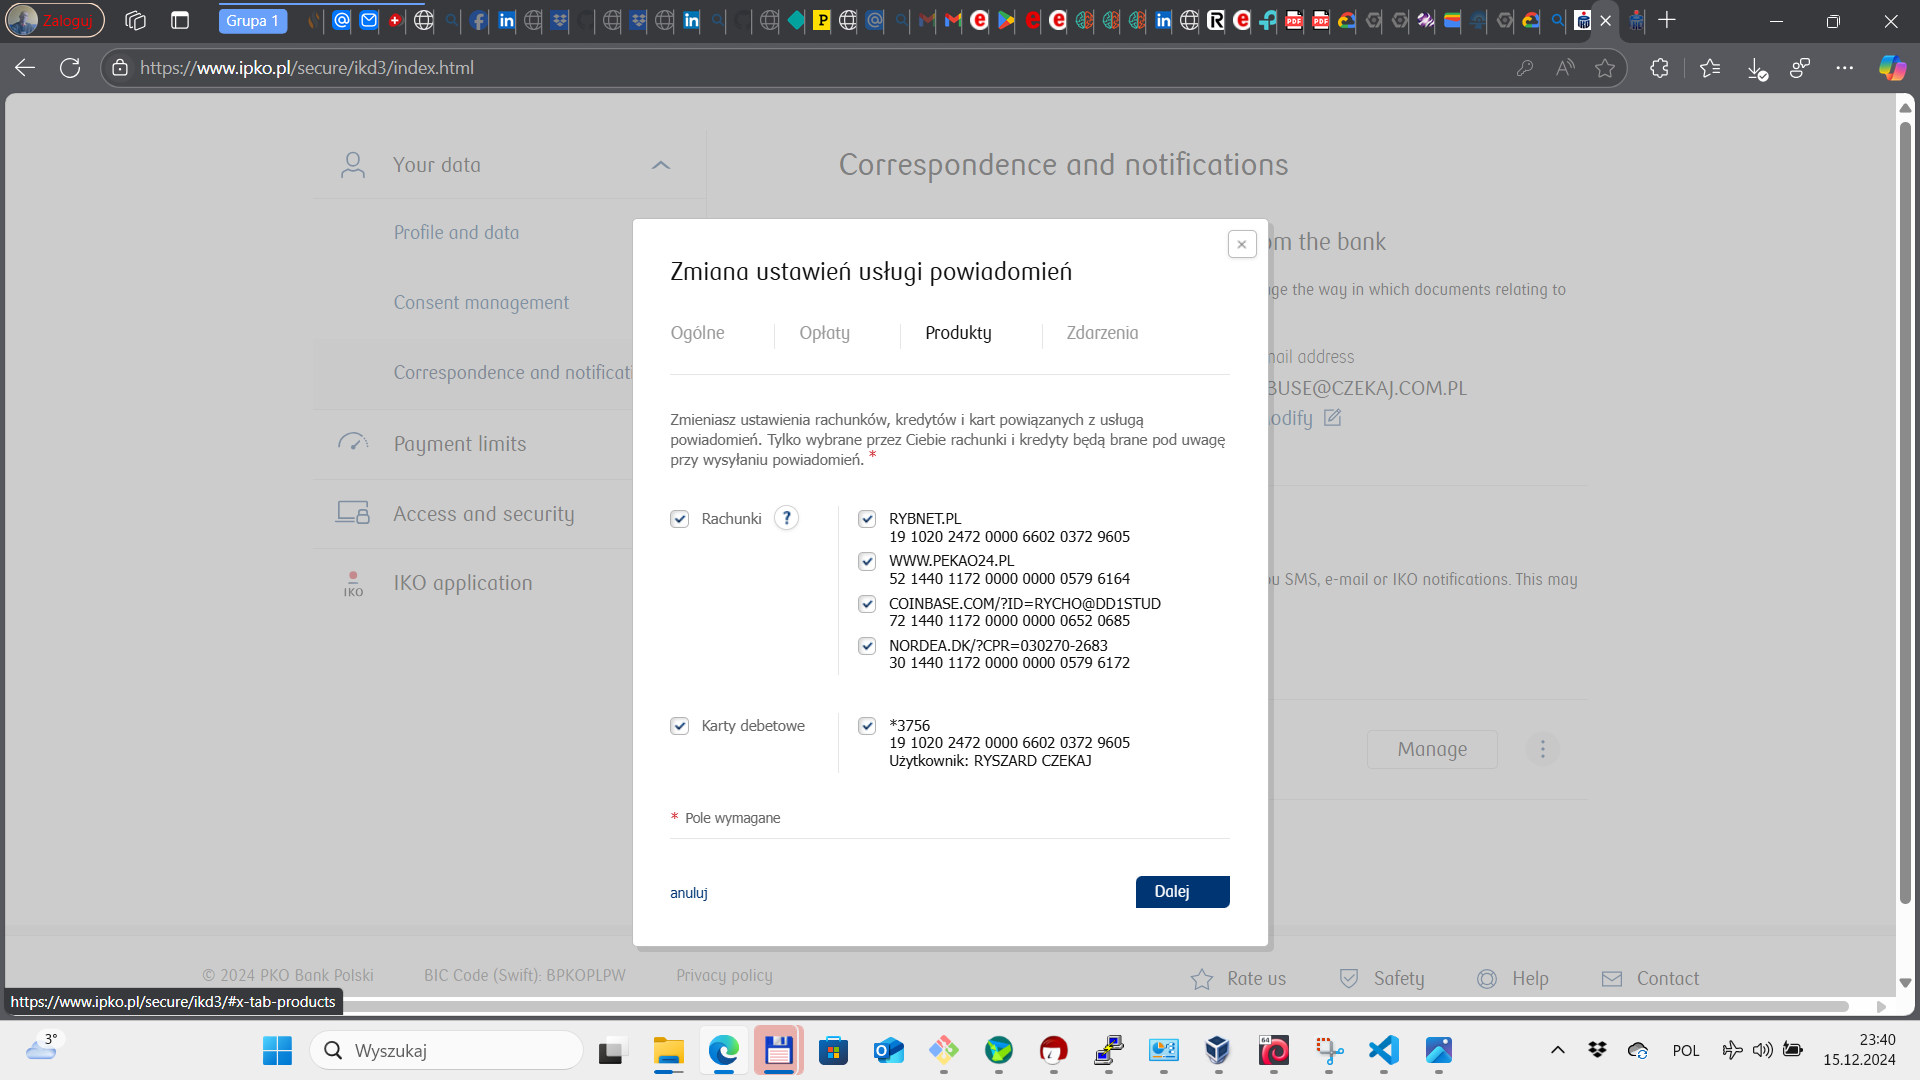 Zaloguj
Grupa 1
https://www.ipko.pl/secure/ikd3/index.html
Your data
Correspondence and notifications
Profile and data
om the bank
Zmiana ustawień usługi powiadomień
Consent management
nge the way in which documents relating to
Ogólne
Opłaty
Produkty
Zdarzenia
mail address
Correspondence and notificati
BUSE@CZEKAJ.COM.PL
odify
Zmieniasz ustawienia rachunków, kredytów i kart powiązanych z usługą
powiadomień. Tylko wybrane przez Ciebie rachunki i kredyty będą brane pod uwagę
przy wysyłaniu powiadomień. *
Payment limits
Access and security
Rachunki ?
RYBNET.PL
19 1020 2472 0000 6602 0372 9605
WWW.PEKAO24.PL
52 1440 1172 0000 0000 0579 6164
IKO
IKO application
ou SMS, e-mail or IKO notifications. This may
COINBASE.COM/?ID=RYCHO@DD1STUD
72 1440 1172 0000 0000 0652 0685
NORDEA.DK/?CPR=030270-2683
30 1440 1172 0000 0000 0579 6172
Karty debetowe
*3756
19 1020 2472 0000 6602 0372 9605
Użytkownik: RYSZARD CZEKAJ
Manage
* Pole wymagane
anuluj
Dalej
© 2024 PKO Bank Polski
BIC Code (Swift): BPKOPLPW
Privacy policy
Rate us
Safety
Help
Contact
https://www.ipko.pl/secure/ikd3/#x-tab-products
3°
Wyszukaj
64
POL
23:40
15.12.2024